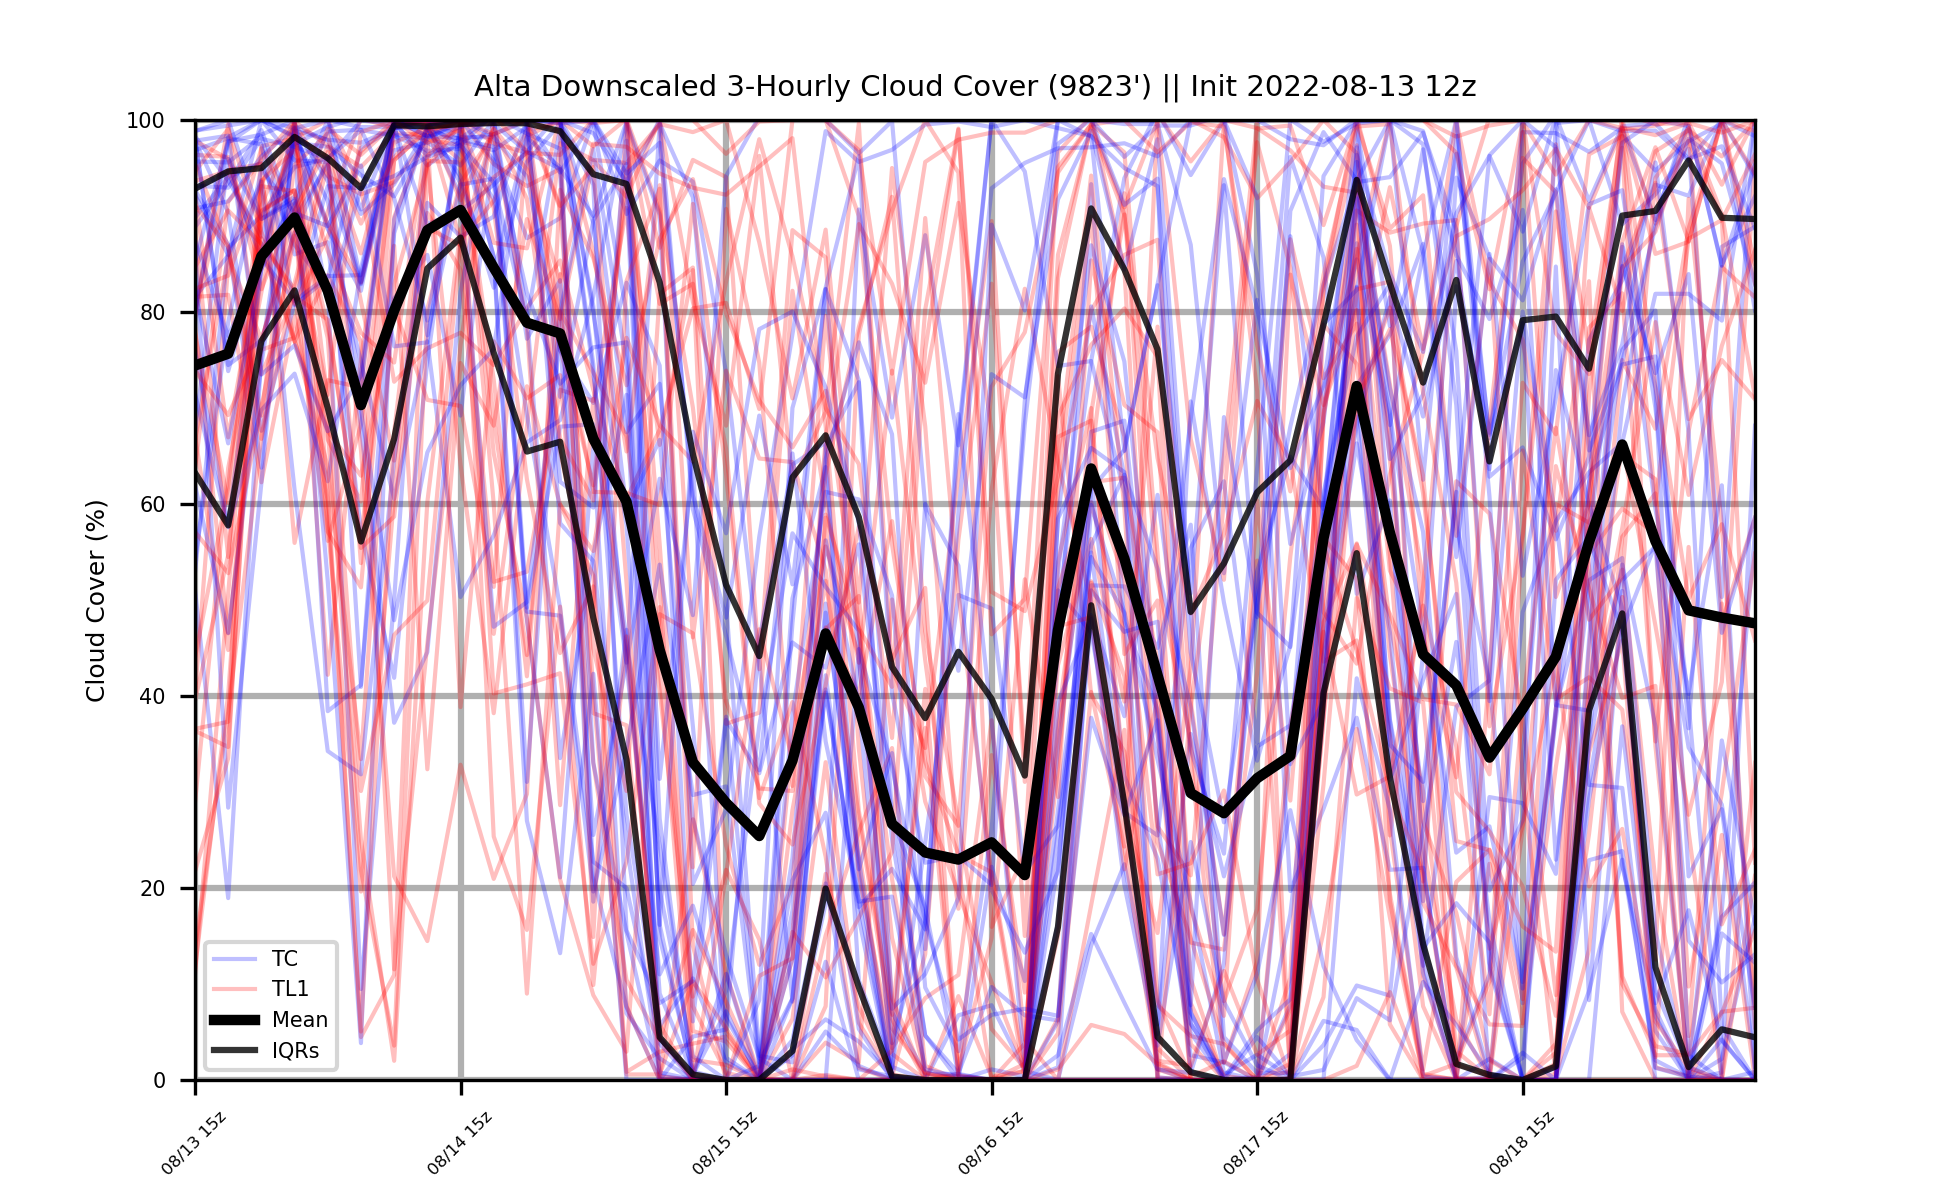 Alta Downscaled 3-Hourly Cloud Cover (9823') || Init 2022-08-13 12z
Cloud Cover (%)
100
80
60
40
20
0
TC
TL1
Mean
IQRs
08/13 15z
08/14 15z
08/15 15z
08/16 15z
08/17 15z
08/18 15z